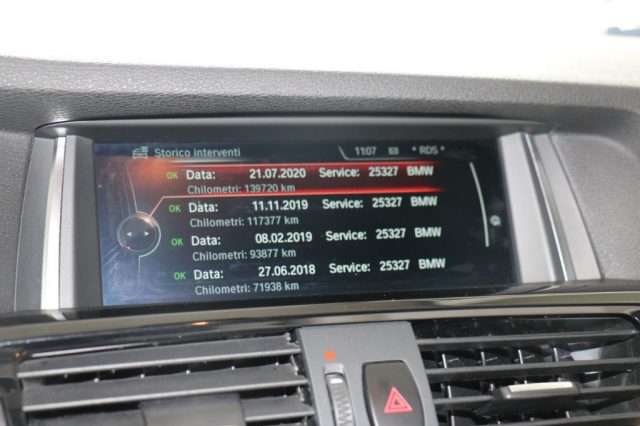 Storico interventi 11:07 * RDS *
OK Data: 21.07.2020 Service: 25327 BMW
Chilometri: 139720 km
OK Data: 11.11.2019 Service: 25327 BMW
Chilometri: 117377 km
OK Data: 08.02.2019 Service: 25327 BMW
Chilometri: 93877 km
OK Data: 27.06.2018 Service: 25327 BMW
Chilometri: 71938 km